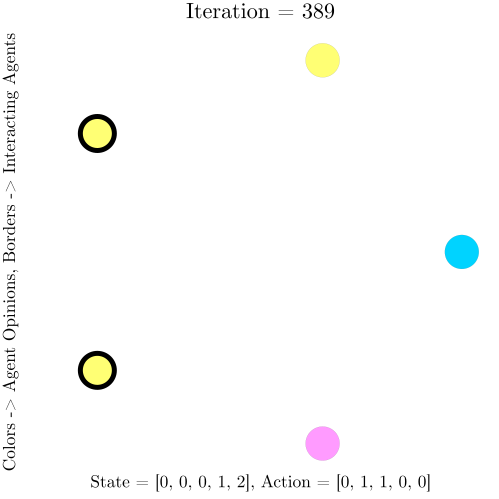 Iteration = 389
Colors -> Agent Opinions, Borders -> Interacting Agents
State = [0, 0, 0, 1, 2], Action = [0, 1, 1, 0, 0]